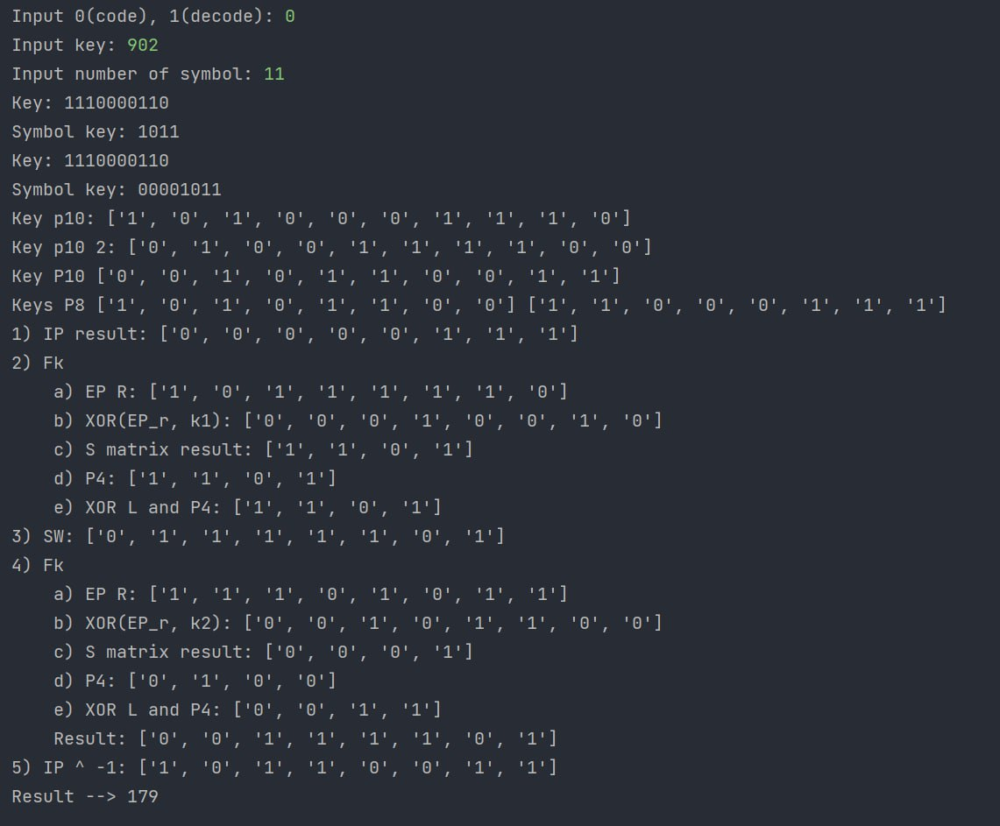 Input 0(code), 1(decode): 0
Input key: 902
Input number of symbol: 11
Key: 1110000110
Symbol key: 1011
Key: 1110000110
Symbol key: 00001011
Key p10: ['1', '0', '1', '0', '0', '0', '1', '1', '1', '0']
Key p10 2: ['0', '1', '0', '0', '1', '1', '1', '1', '0', '0']
Key P10 ['0', '0', '1', '0', '1', '1', '0', '0', '1', '1']
Keys P8 ['1', '0', '1', '0', '1', '1', '0', '0'] ['1', '1', '0', '0', '0', '1', '1', '1']
1) IP result: ['0', '0', '0', '0', '0', '1', '1', '1']
2) Fk
    a) EP R: ['1', '0', '1', '1', '1', '1', '1', '0']
    b) XOR(EP_r, k1): ['0', '0', '0', '1', '0', '0', '1', '0']
    c) S matrix result: ['1', '1', '0', '1']
    d) P4: ['1', '1', '0', '1']
    e) XOR L and P4: ['1', '1', '0', '1']
3) SW: ['0', '1', '1', '1', '1', '1', '0', '1']
4) Fk
    a) EP R: ['1', '1', '1', '0', '1', '0', '1', '1']
    b) XOR(EP_r, k2): ['0', '0', '1', '0', '1', '1', '0', '0']
    c) S matrix result: ['0', '0', '0', '1']
    d) P4: ['0', '1', '0', '0']
    e) XOR L and P4: ['0', '0', '1', '1']
    Result: ['0', '0', '1', '1', '1', '1', '0', '1']
5) IP ^ -1: ['1', '0', '1', '1', '0', '0', '1', '1']
Result --> 179